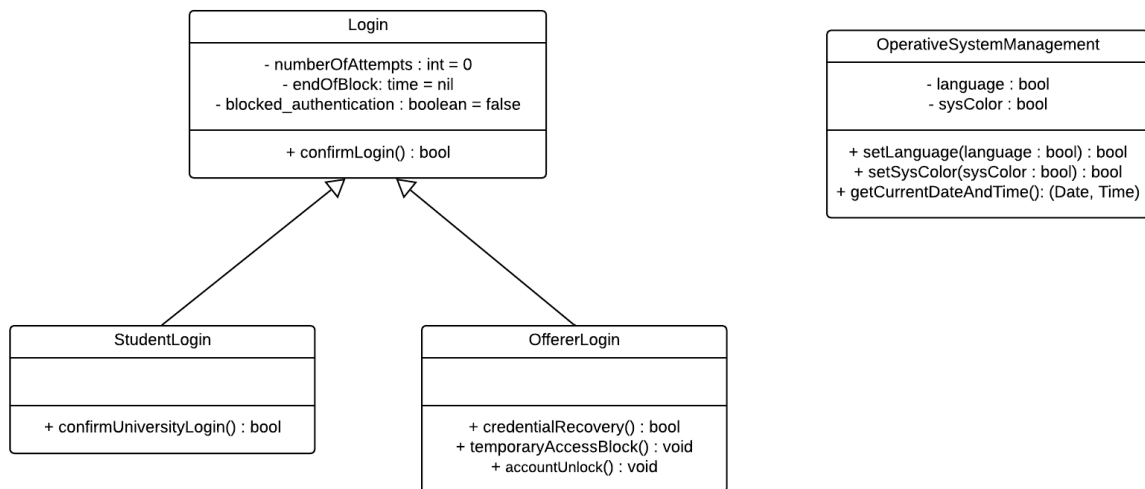 Login
- numberOfAttempts : int = 0
- endOfBlock: time = nil
- blocked_authentication : boolean = false
+ confirmLogin() : bool
OperativeSystemManagement
- language : bool
- sysColor : bool
+ setLanguage(language : bool) : bool
+ setSysColor(sysColor : bool) : bool
+ getCurrentDateAndTime(): (Date, Time)
StudentLogin
+ confirmUniversityLogin() : bool
OffererLogin
+ credentialRecovery() : bool
+ temporaryAccessBlock() : void
+ accountUnlock() : void